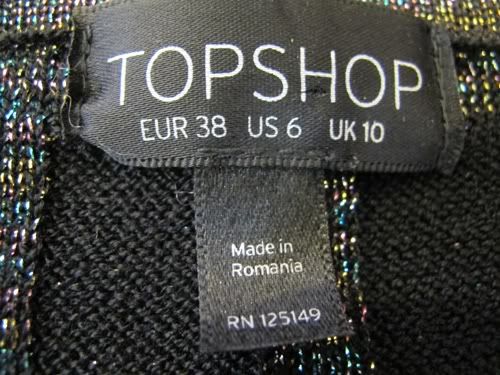 TOPSHOP
EUR 38 US 6 UK 10
Made in
Romania
RN 125149